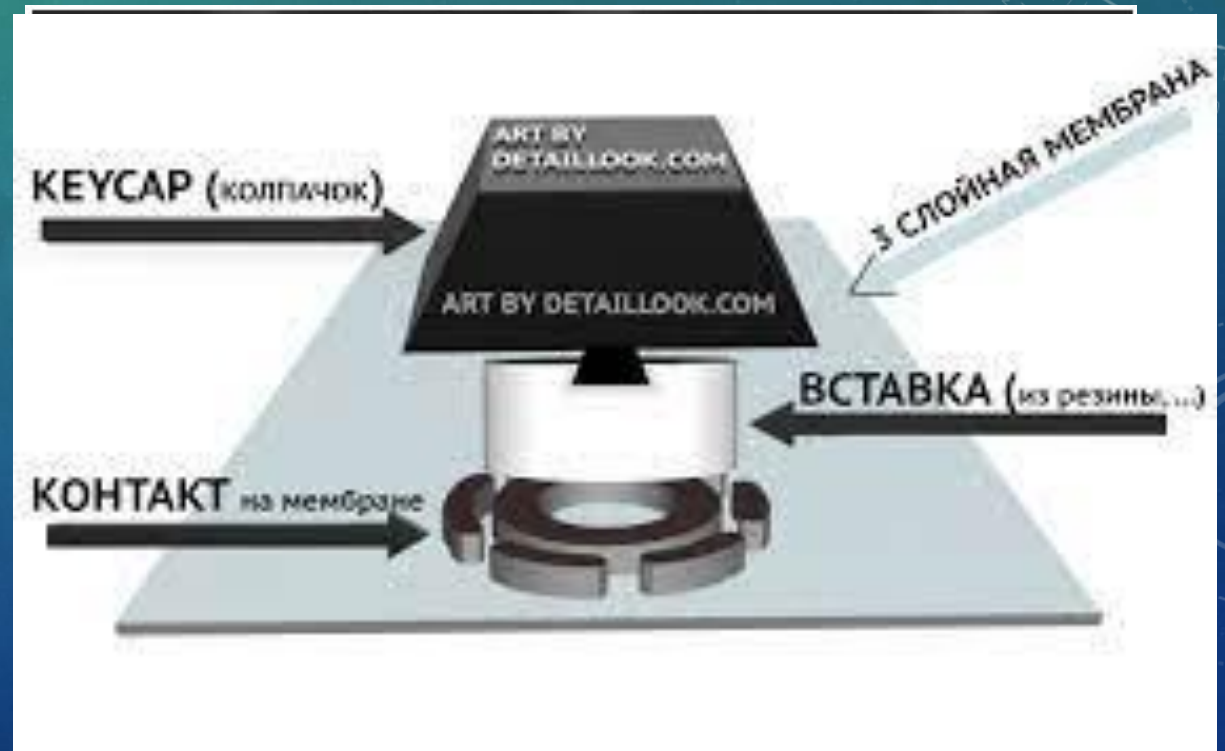 3 СЛОЙНАЯ МЕМБРАНА
ART BY
DETAILLOOK.COM
KEYCAP (колпачок)
ART BY DETAILLOOK.COM
ВСТАВКА (из резины,...)
КОНТАКТ на мембране